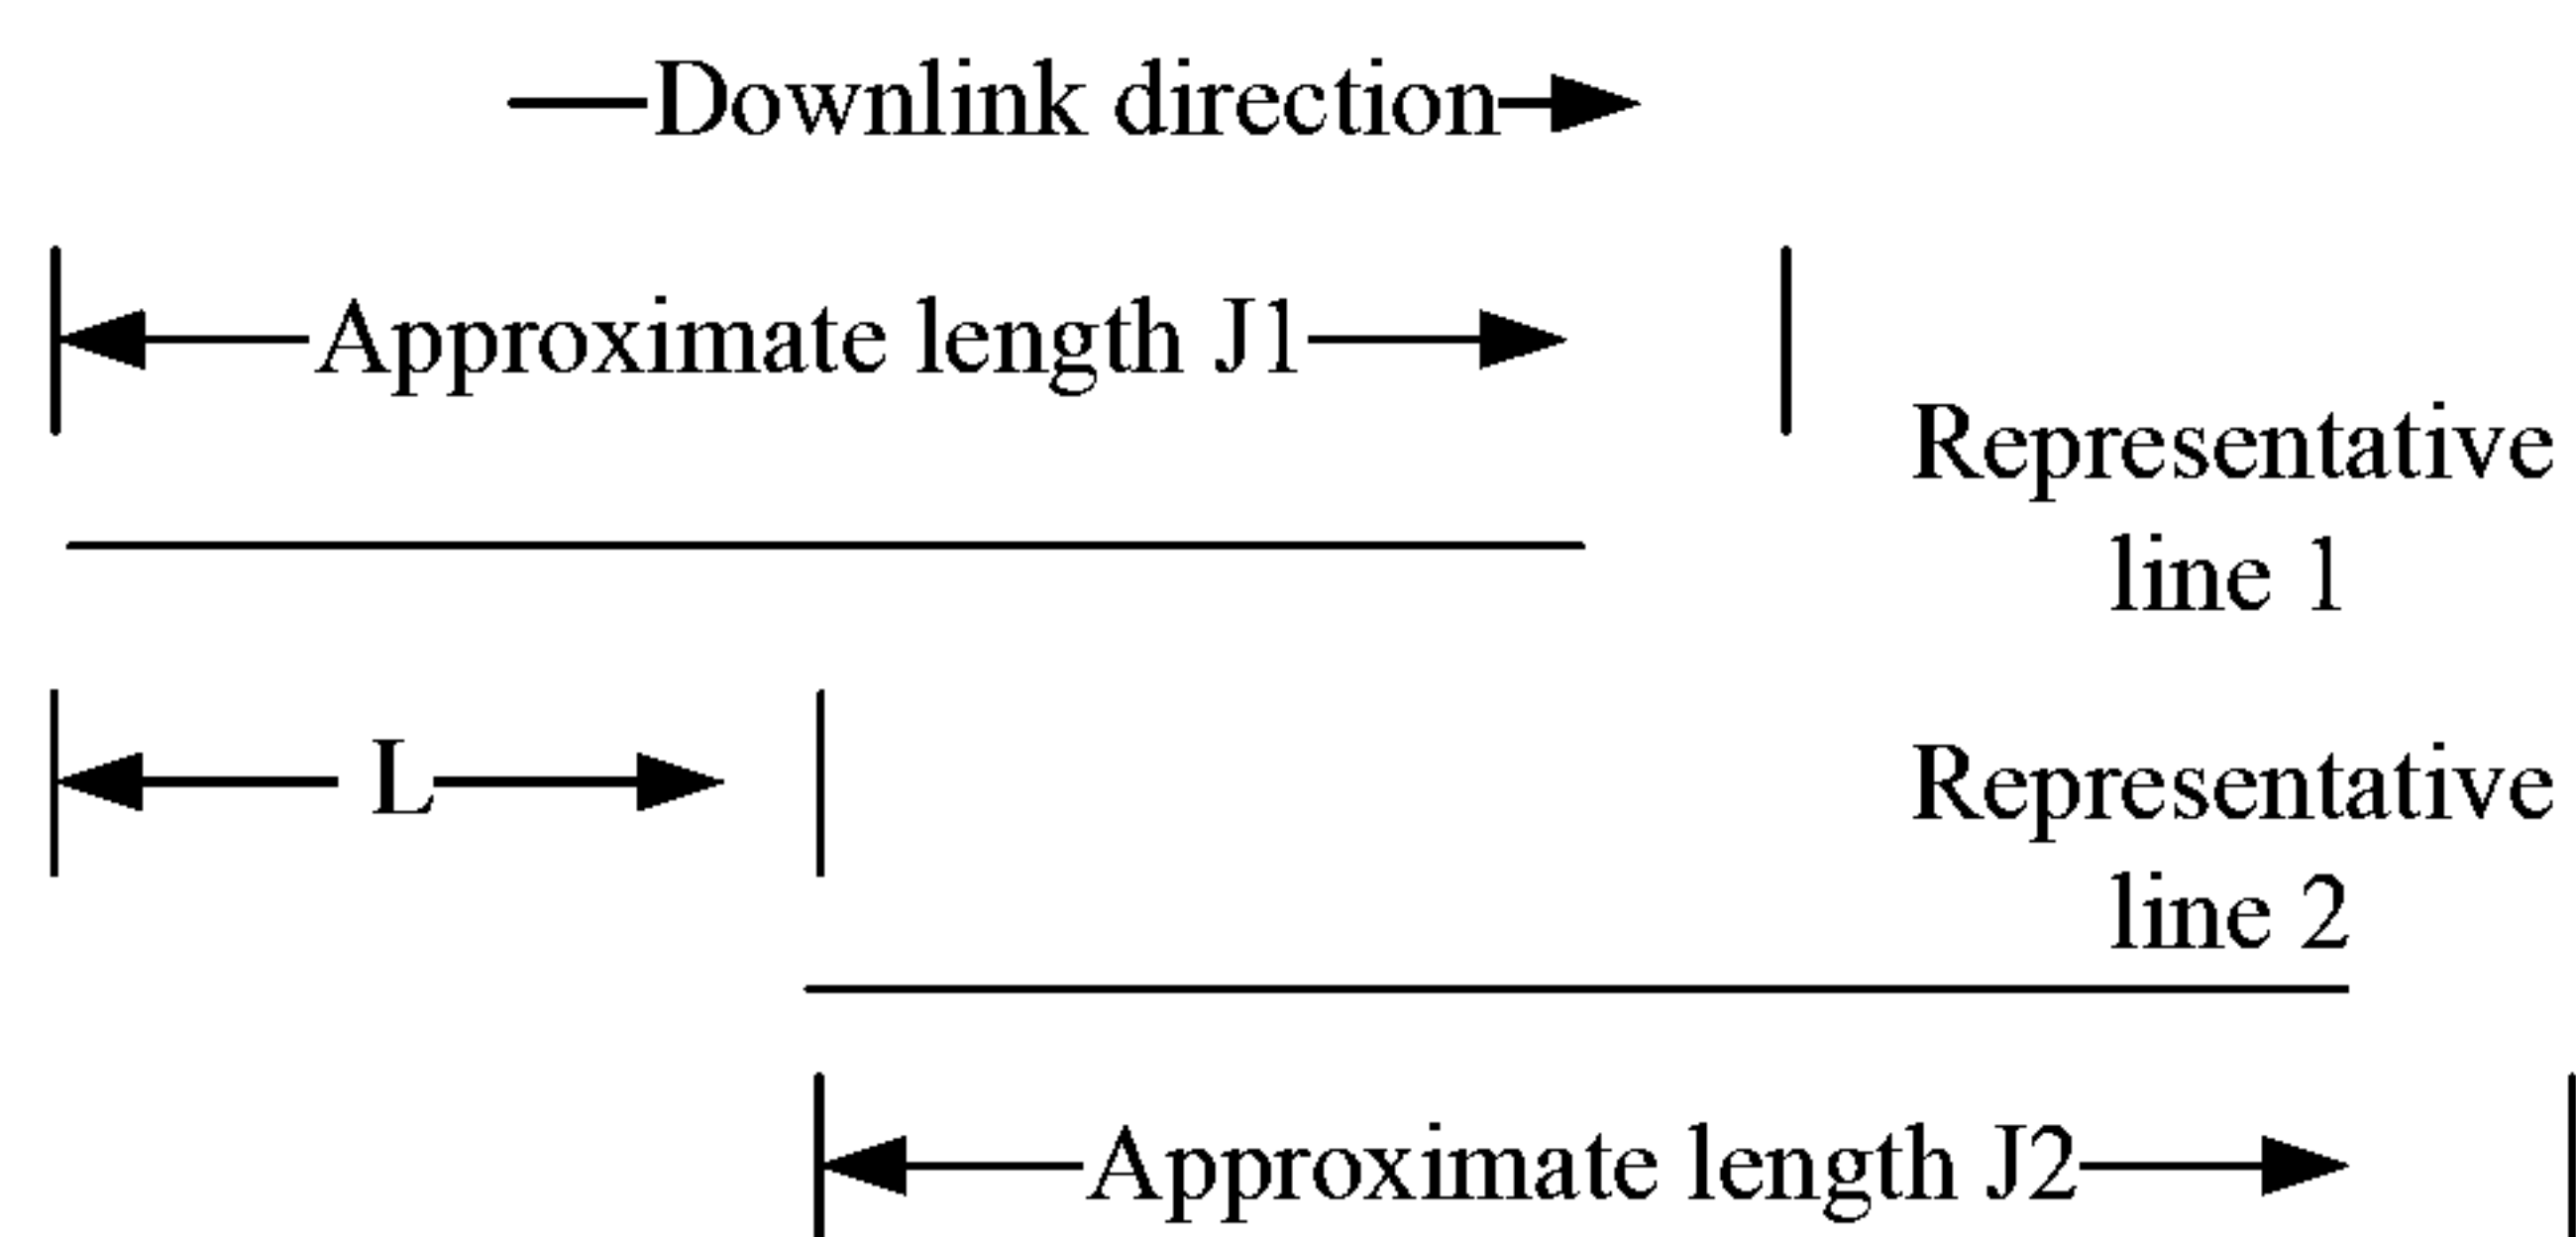 Downlink direction
Approximate length J1
Representative
line 1
L
Representative
line 2
Approximate length J2